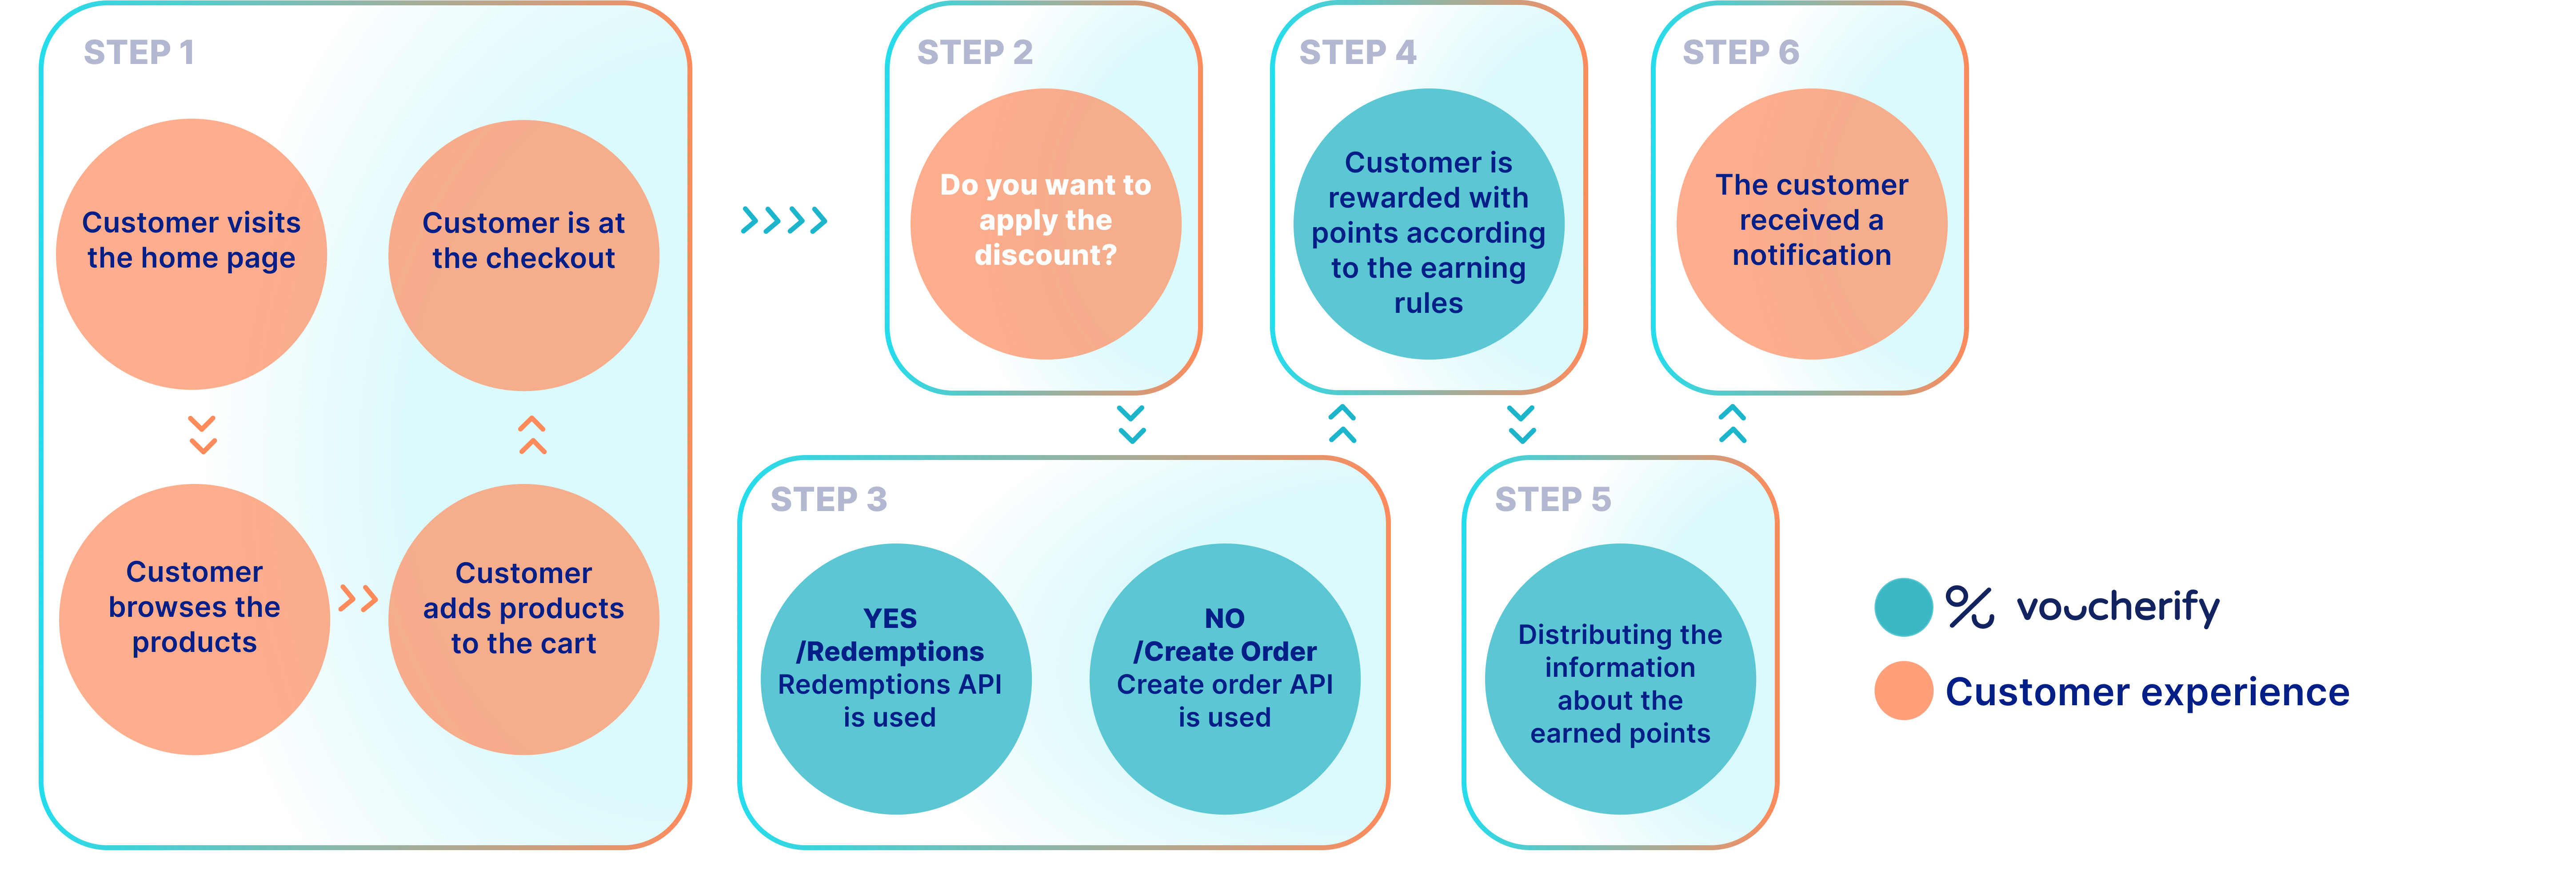 STEP 1
Customer visits
the home page
Customer browses the
products
Customer
adds products
to the cart
Customer is at
the checkout
STEP 2
Do you want to
apply the
discount?
STEP 3
YES
/Redemptions
Redemptions API
is used
NO
/Create Order
Create order API
is used
STEP 4
Customer is
rewarded with
points according
to the earning
rules
STEP 5
Distributing the
information
about the
earned points
STEP 6
The customer
received a
notification
voucherify
Customer experience